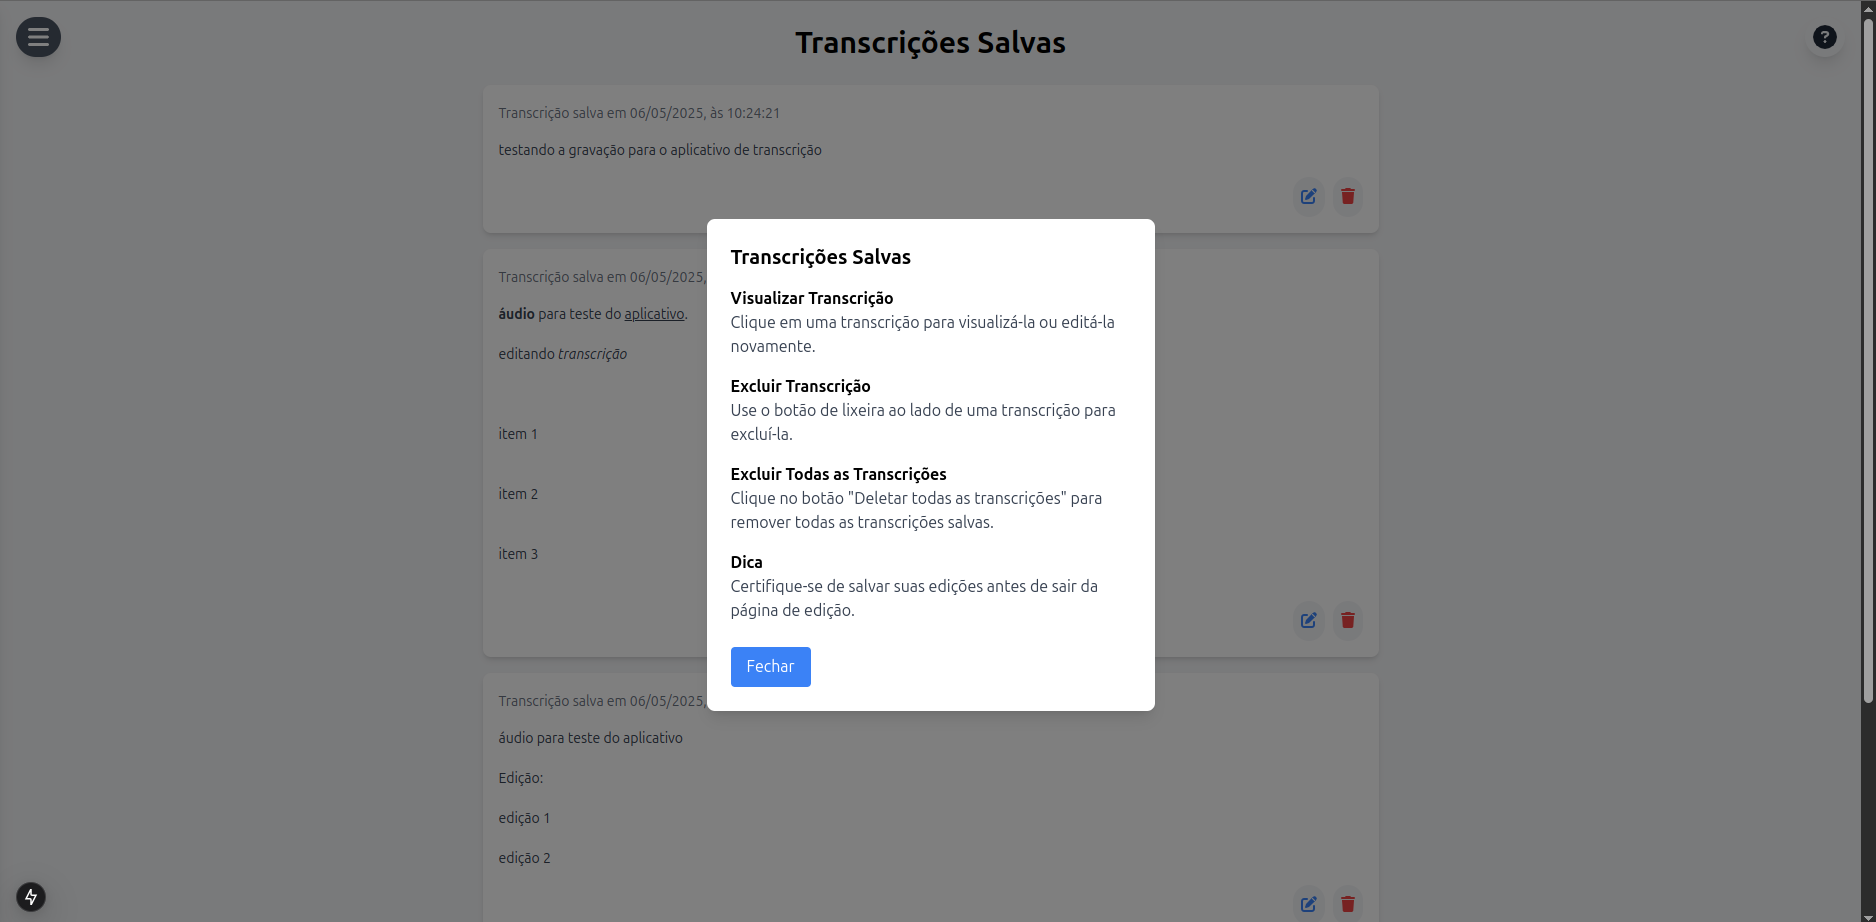 Transcrições Salvas
?
Transcrição salva em 06/05/2025, às 10:24:21
testando a gravação para o aplicativo de transcrição
Transcrição salva em 06/05/2025,
áudio para teste do aplicativo.
editando transcrição
item 1
item 2
item 3
Transcrições Salvas
Visualizar Transcrição
Clique em uma transcrição para visualizá-la ou editá-la
novamente.
Excluir Transcrição
Use o botão de lixeira ao lado de uma transcrição para
excluí-la.
Excluir Todas as Transcrições
Clique no botão "Deletar todas as transcrições" para
remover todas as transcrições salvas.
Dica
Certifique-se de salvar suas edições antes de sair da
página de edição.
Fechar
Transcrição salva em 06/05/2025,
áudio para teste do aplicativo
Edição:
edição 1
edição 2